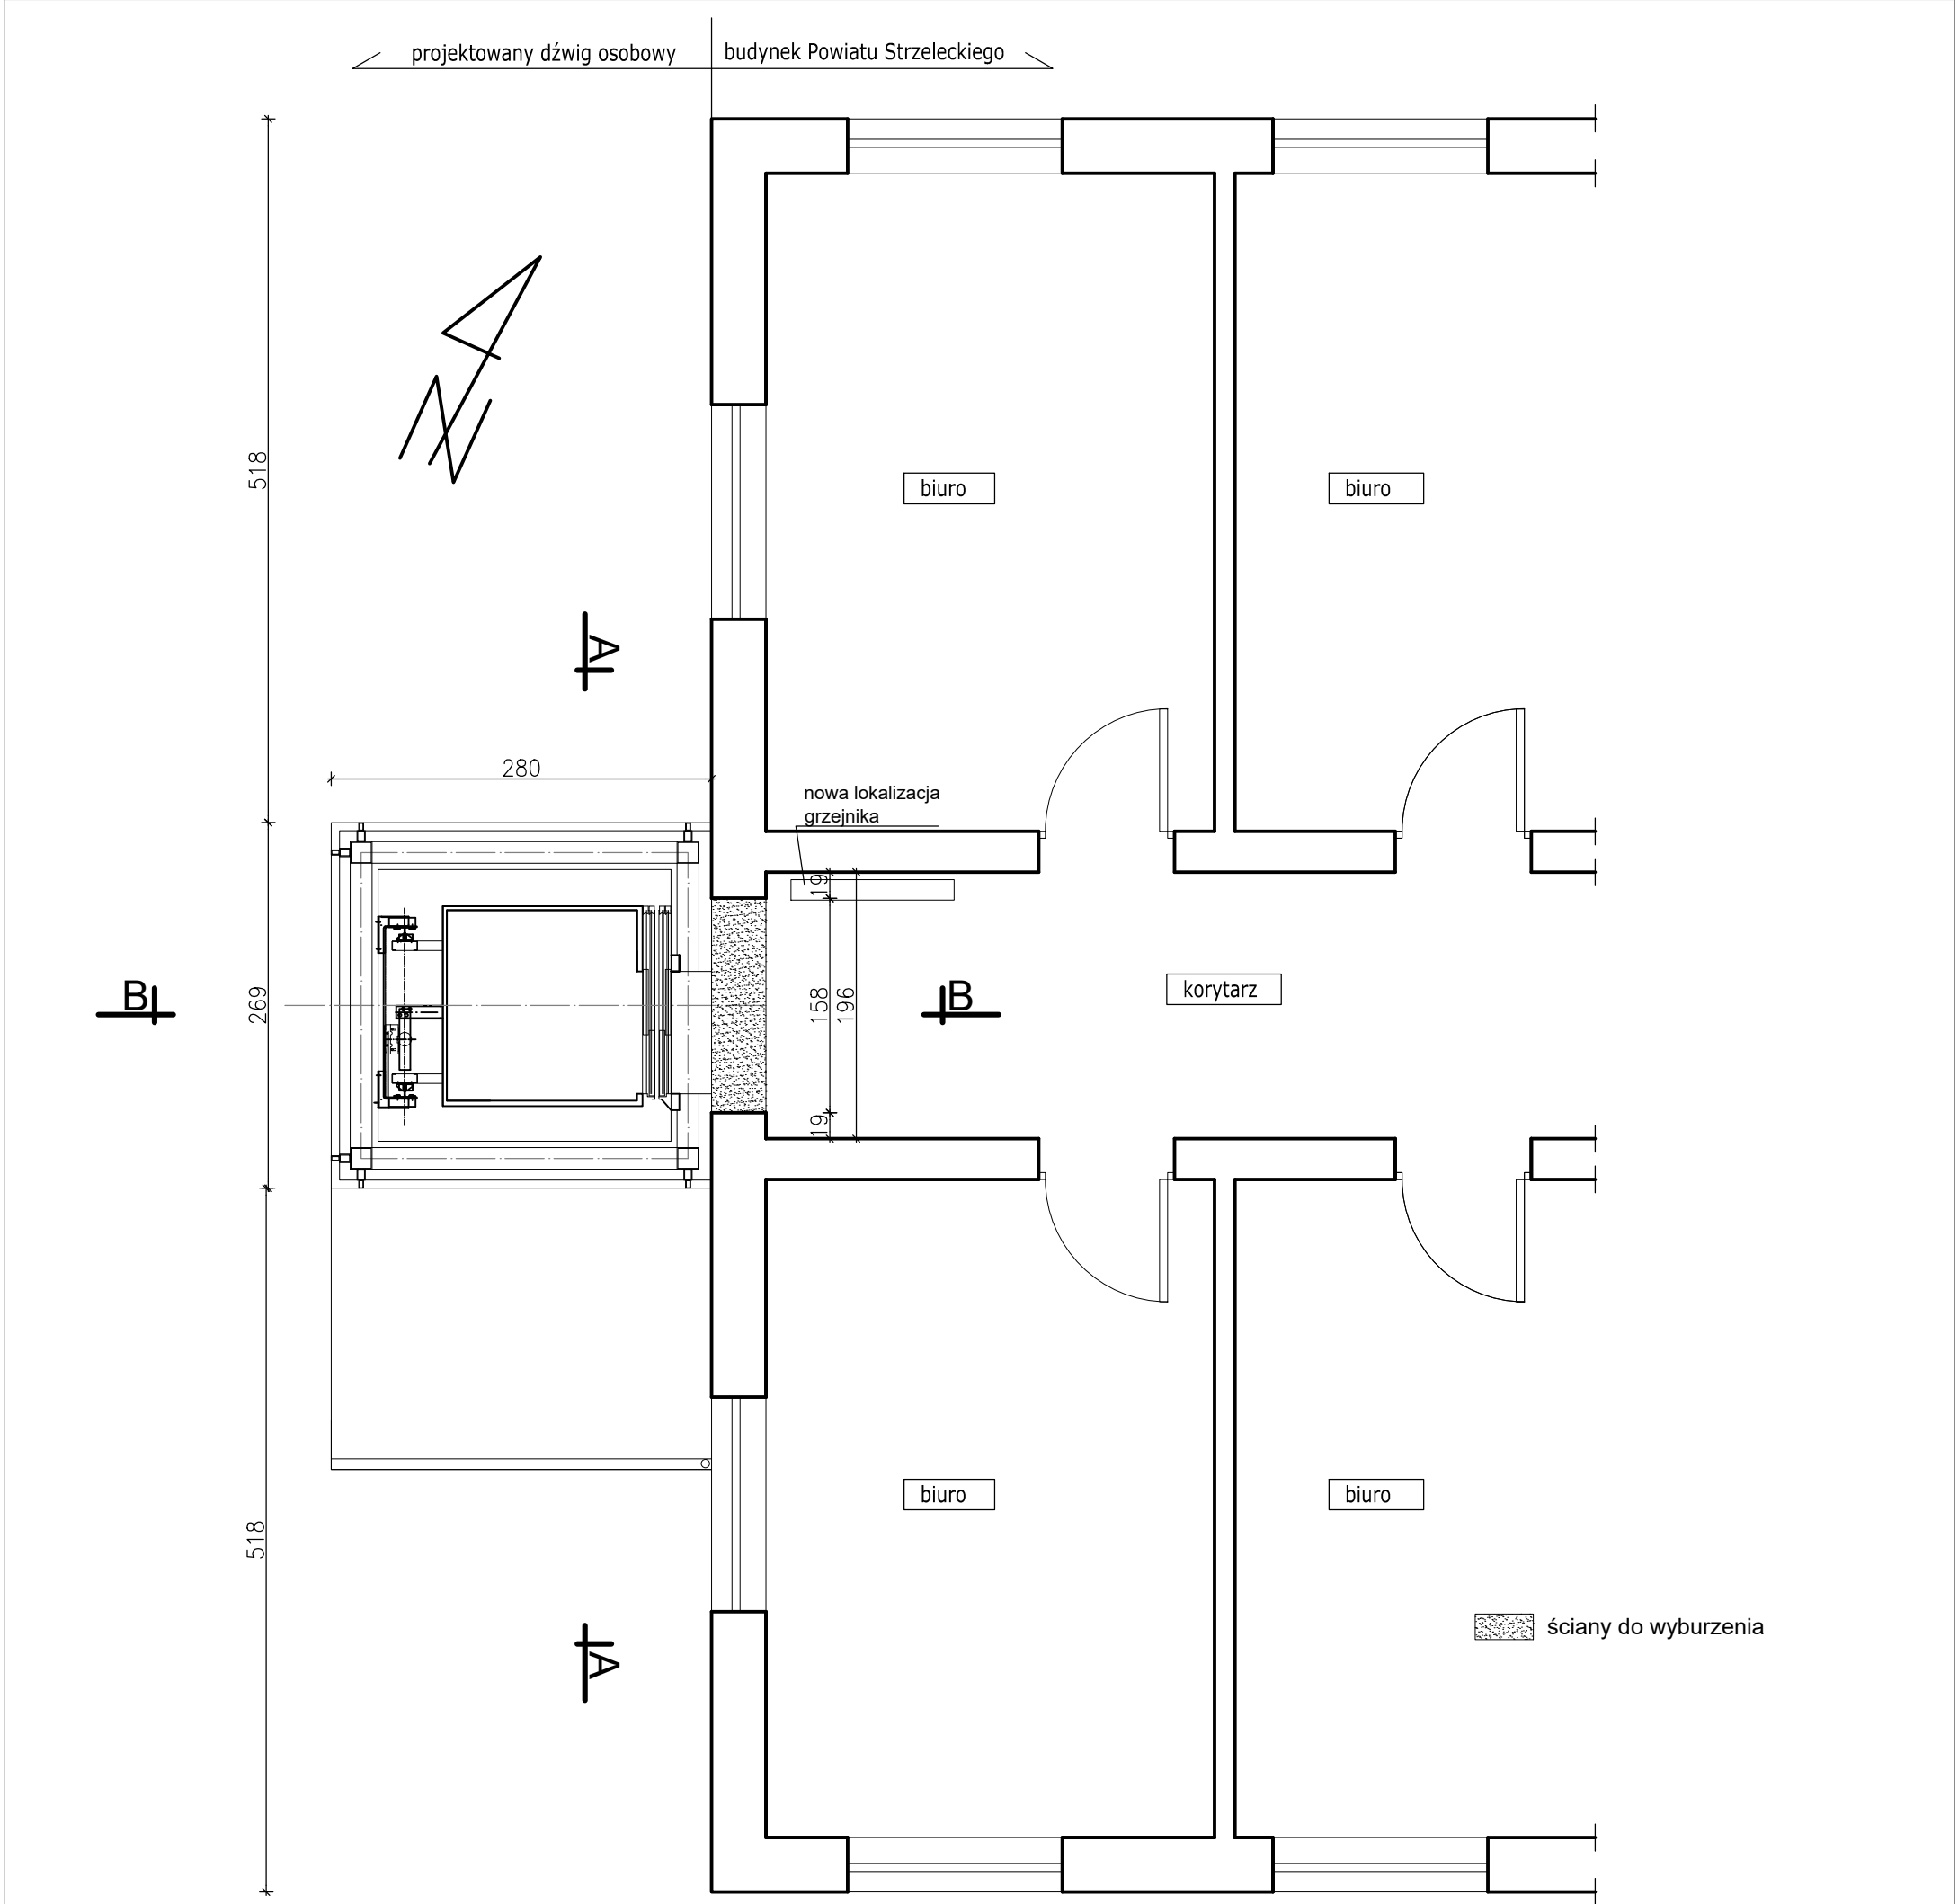 projektowany dźwig osobowy
budynek Powiatu Strzeleckiego
518
N
biuro
biuro
A
280
nowa lokalizacja
grzejnika
19
B
269
158
196
B
korytarz
19
518
biuro
biuro
ściany do wyburzenia
A